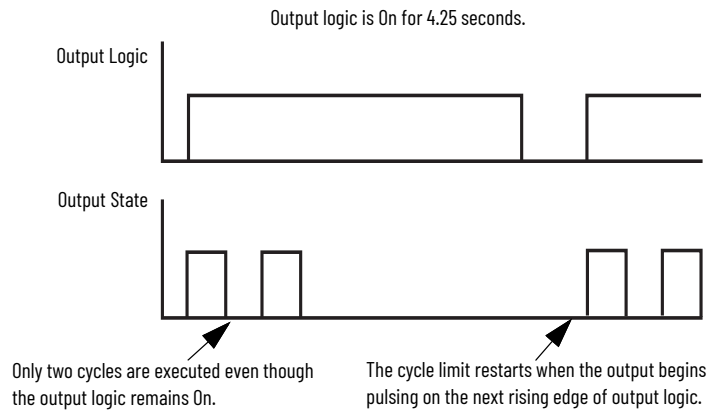 Output logic is On for 4.25 seconds.
Output Logic
Output State
Only two cycles are executed even though
the output logic remains On.
The cycle limit restarts when the output begins
pulsing on the next rising edge of output logic.